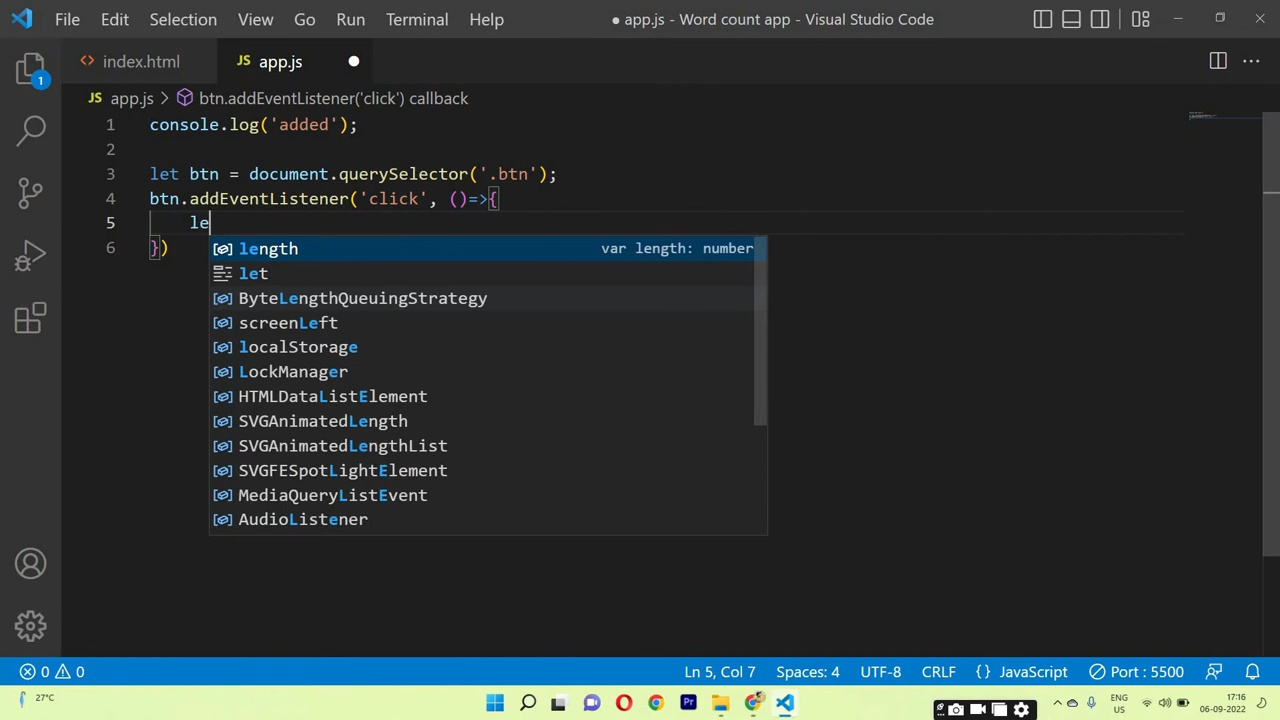 File Edit Selection View Go Run Terminal Help ● app.js - Word count app - Visual Studio Code
<> index.html JS app.js ●
1
JS app.js > btn.addEventListener('click') callback
1 console.log('added');
2
3 let btn = document.querySelector('.btn');
4 btn.addEventListener('click', ()=>{
5 le
6 })
length var length: number
let
ByteLengthQueuingStrategy
screenLeft
localStorage
LockManager
HTMLDataListElement
SVGAnimatedLength
SVGAnimatedLengthList
SVGFESpotLightElement
MediaQueryListEvent
AudioListener
0 0 Ln 5, Col 7 Spaces: 4 UTF-8 CRLF {} JavaScript Port : 5500
27°C Pr ENG US 17:16 06-09-2022